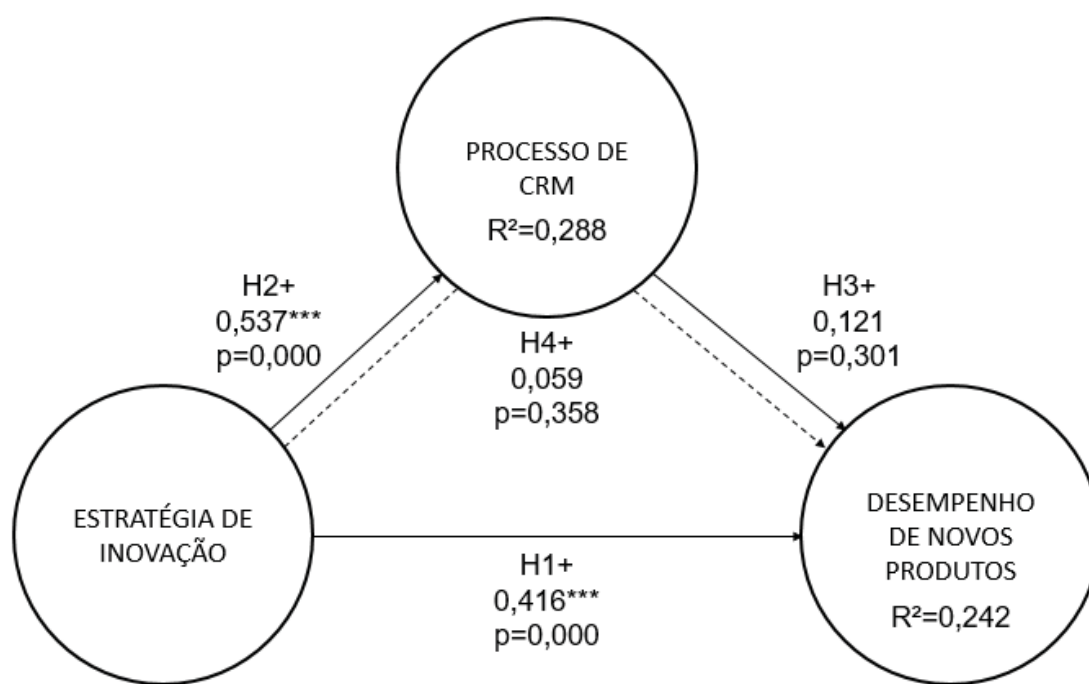 PROCESSO DE
CRM
R²=0,288
H2+
0,537***
p=0,000
H4+
0,059
p=0,358
H3+
0,121
p=0,301
ESTRATÉGIA DE
INOVAÇÃO
H1+
0,416***
p=0,000
DESEMPENHO
DE NOVOS
PRODUTOS
R²=0,242